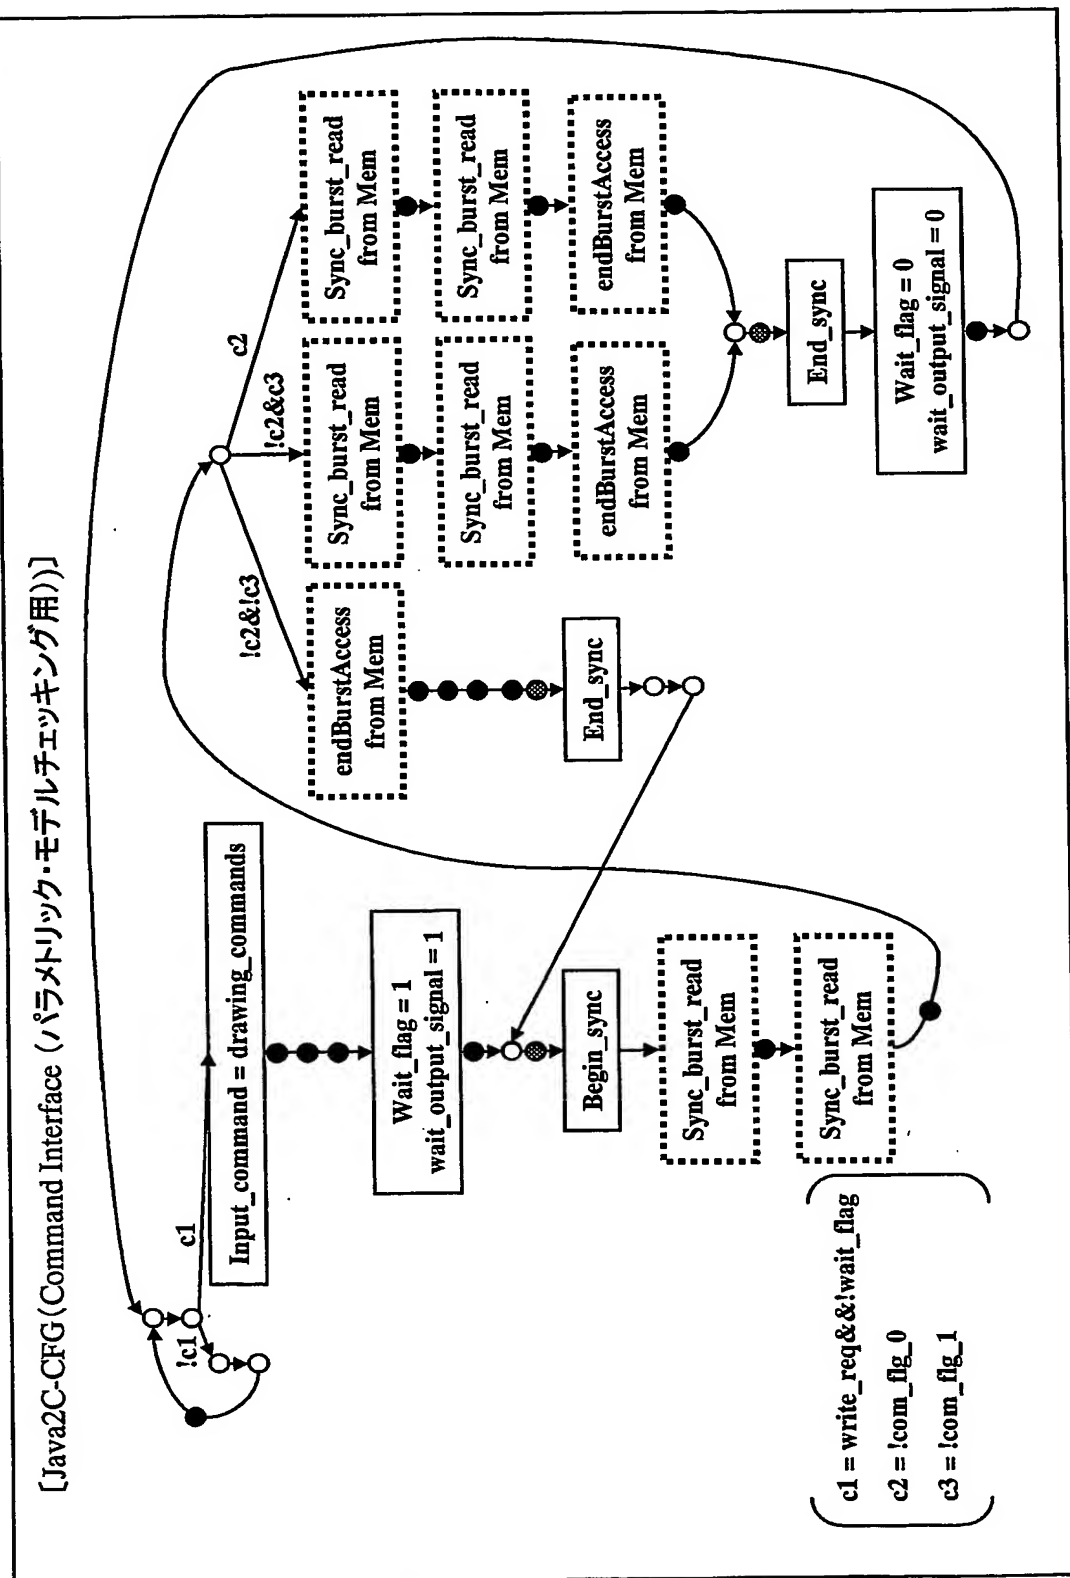 [Java2C-CFG(Command Interface (パラメトリック・モデルチェッキング用))]
!c1
c1
Input_command = drawing_commands
Wait_flag = 1
wait_output_signal = 1
Begin_sync
Sync_burst_read
from Mem
Sync_burst_read
from Mem
!c2&!c3
!c2&c3
c2
endBurstAccess
from Mem
End_sync
Sync_burst_read
from Mem
Sync_burst_read
from Mem
endBurstAccess
from Mem
Sync_burst_read
from Mem
Sync_burst_read
from Mem
endBurstAccess
from Mem
End_sync
Wait_flag = 0
wait_output_signal = 0
c1 = write_req&&!wait_flag
c2 = !com_flg_0
c3 = !com_flg_1